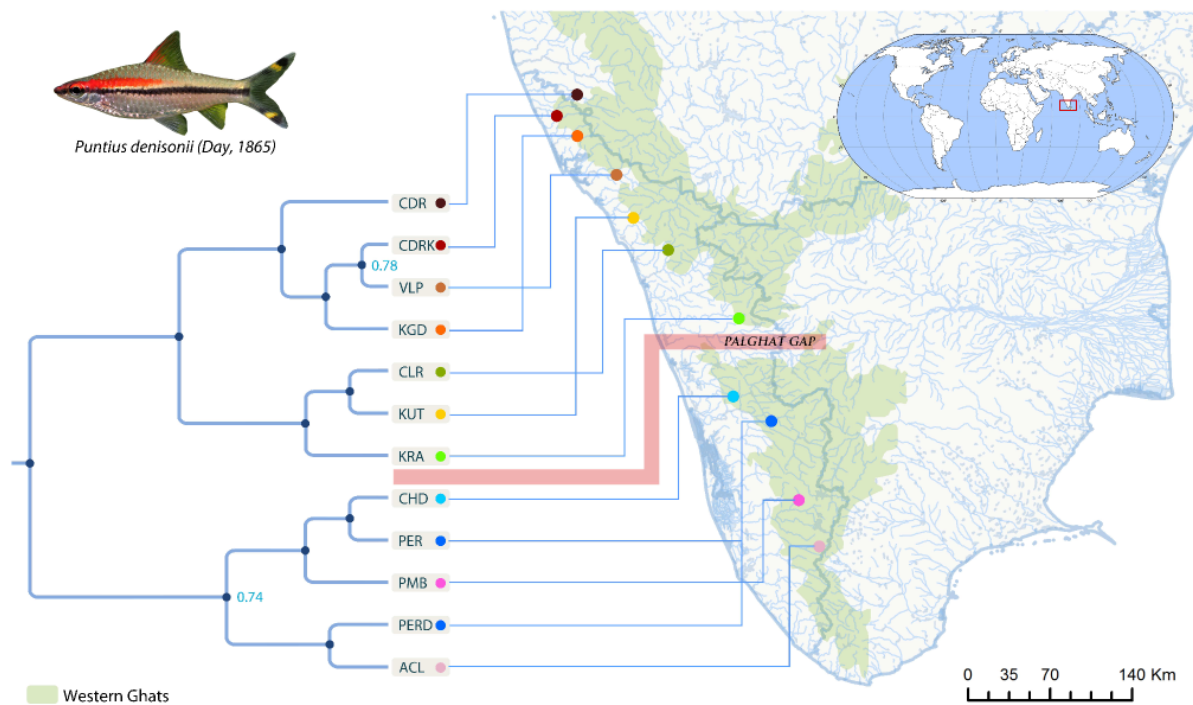 Puntius denisonii (Day, 1865)
CDR
CDRK
0.78
VLP
KGD
PALGHAT GAP
CLR
KUT
KRA
CHD
PER
PMB
0.74
PERD
ACL
Western Ghats
0 35 70 140 Km